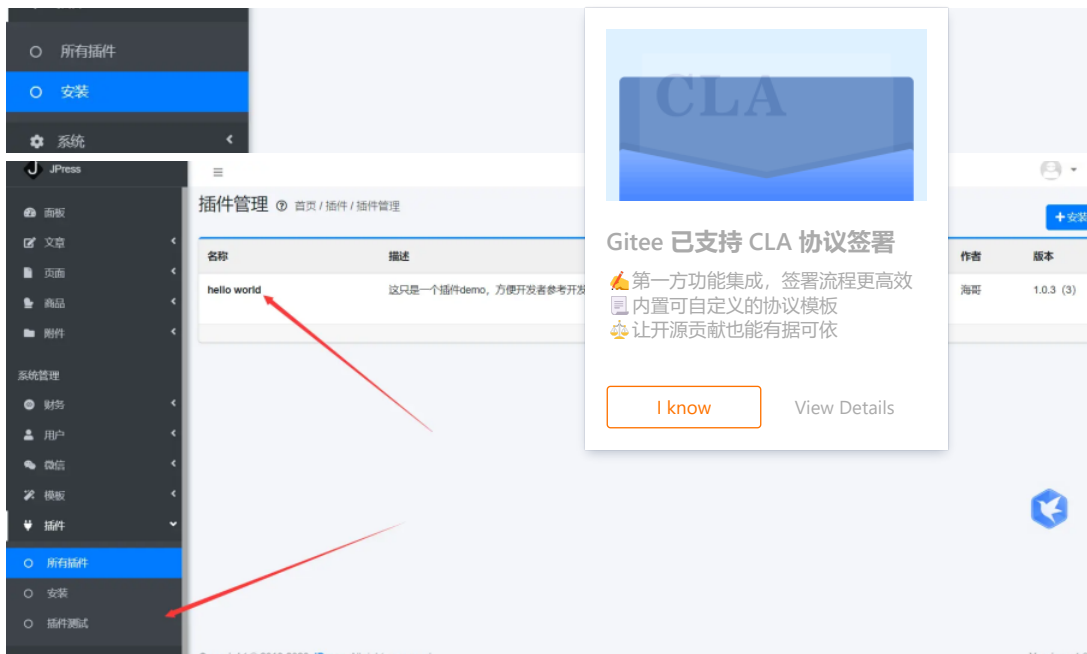 所有插件
安装
系统
JPress
面板
文章
页面
商品
附件
系统管理
财务
用户
微信
模板
插件
所有插件
安装
插件测试
插件管理 首页 / 插件 / 插件管理
安装
名称 描述 作者 版本
hello world 这只是一个插件demo，方便开发者参考开发 海哥 1.0.3 (3)
CLA
Gitee 已支持 CLA 协议签署
✍️第一方功能集成，签署流程更高效
📃内置可自定义的协议模板
⚖️让开源贡献也能有据可依
I know View Details